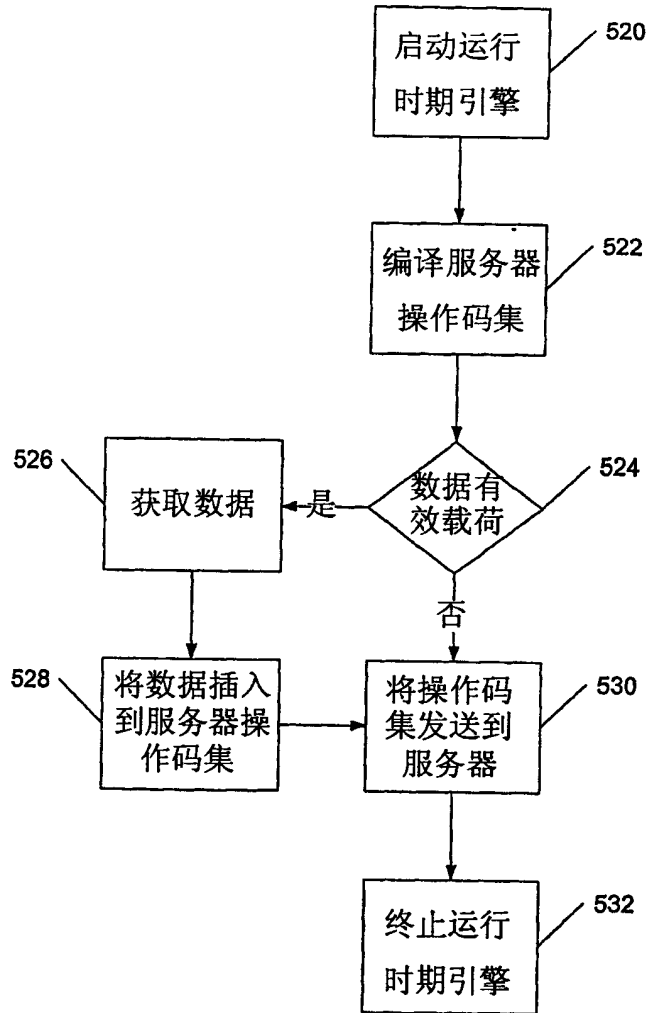 启动运行
时期引擎
520
编译服务器
操作码集
522
数据有
效载荷
524
是
获取数据
526
否
将数据插入
到服务器操
作码集
528
将操作码
集发送到
服务器
530
终止运行
时期引擎
532